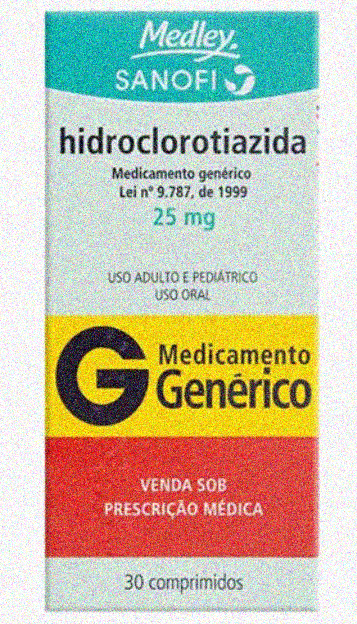 Medley.
SANOFI
hidroclorotiazida
Medicamento genérico
Lei nº 9.787, de 1999
25 mg
USO ADULTO E PEDIÁTRICO
USO ORAL
G Medicamento
Genérico
VENDA SOB
PRESCRIÇÃO MÉDICA
30 comprimidos